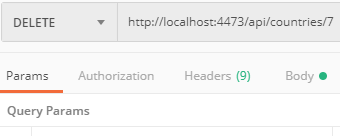 DELETE http://localhost:4473/api/countries/7
Params Authorization Headers (9) Body
Query Params